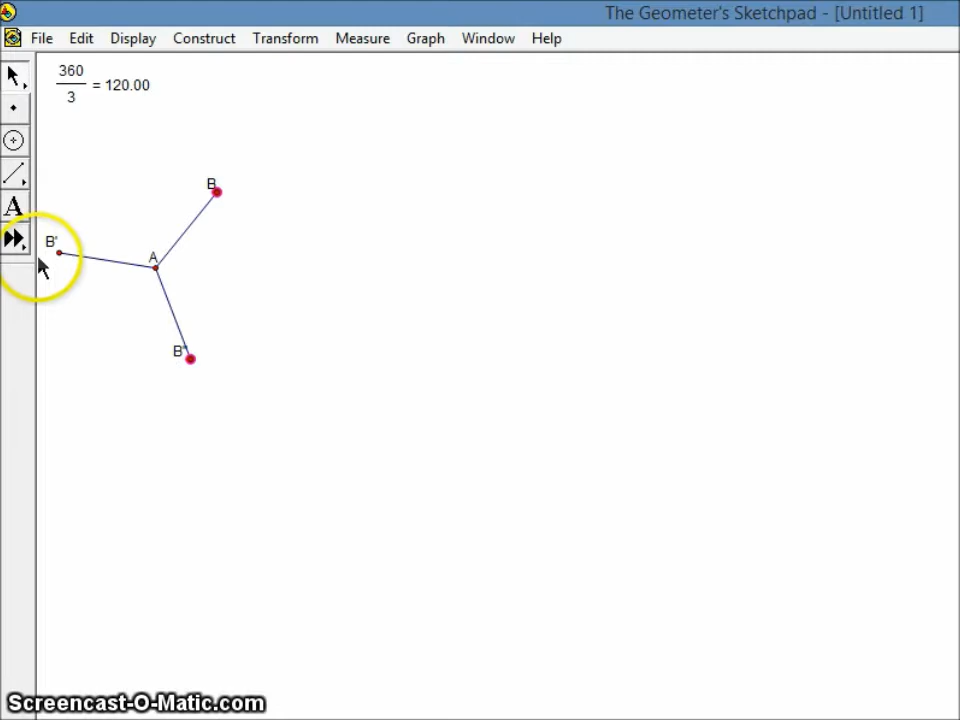 The Geometer's Sketchpad - [Untitled 1]
File Edit Display Construct Transform Measure Graph Window Help
360
3
= 120.00
B
B'
A
B"
A
Screencast-O-Matic.com